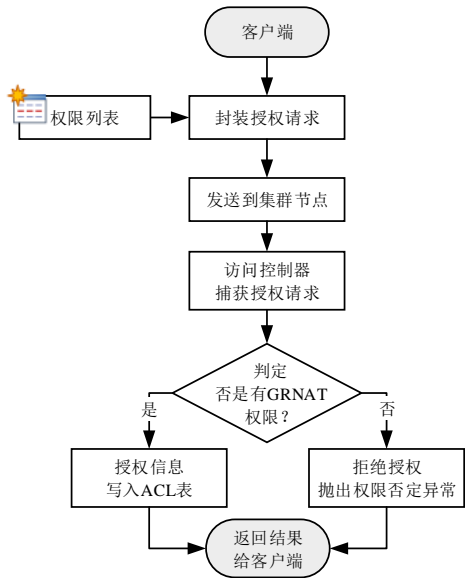 客户端
权限列表
封装授权请求
发送到集群节点
访问控制器
捕获授权请求
判定
否是有GRNAT
权限？
是
否
授权信息
写入ACL表
拒绝授权
抛出权限否定异常
返回结果
给客户端